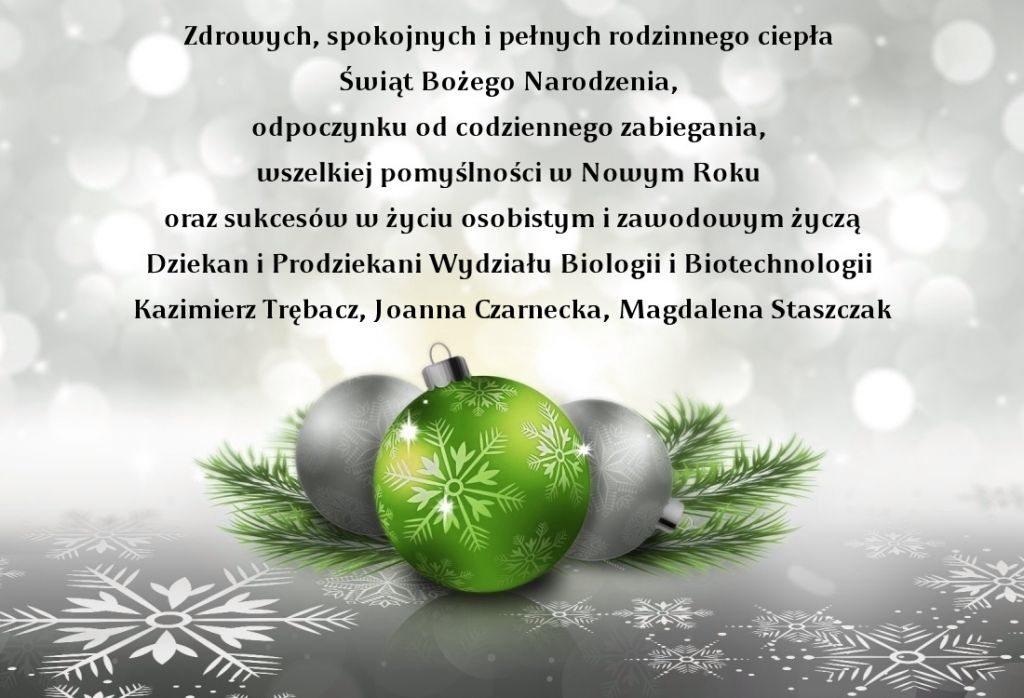 Zdrowych, spokojnych i pełnych rodzinnego ciepła
Świąt Bożego Narodzenia,
odpoczynku od codziennego zabiegania,
wszelkiej pomyślności w Nowym Roku
oraz sukcesów w życiu osobistym i zawodowym życzą
Dziekan i Prodziekani Wydziału Biologii i Biotechnologii
Kazimierz Trębacz, Joanna Czarnecka, Magdalena Staszczak